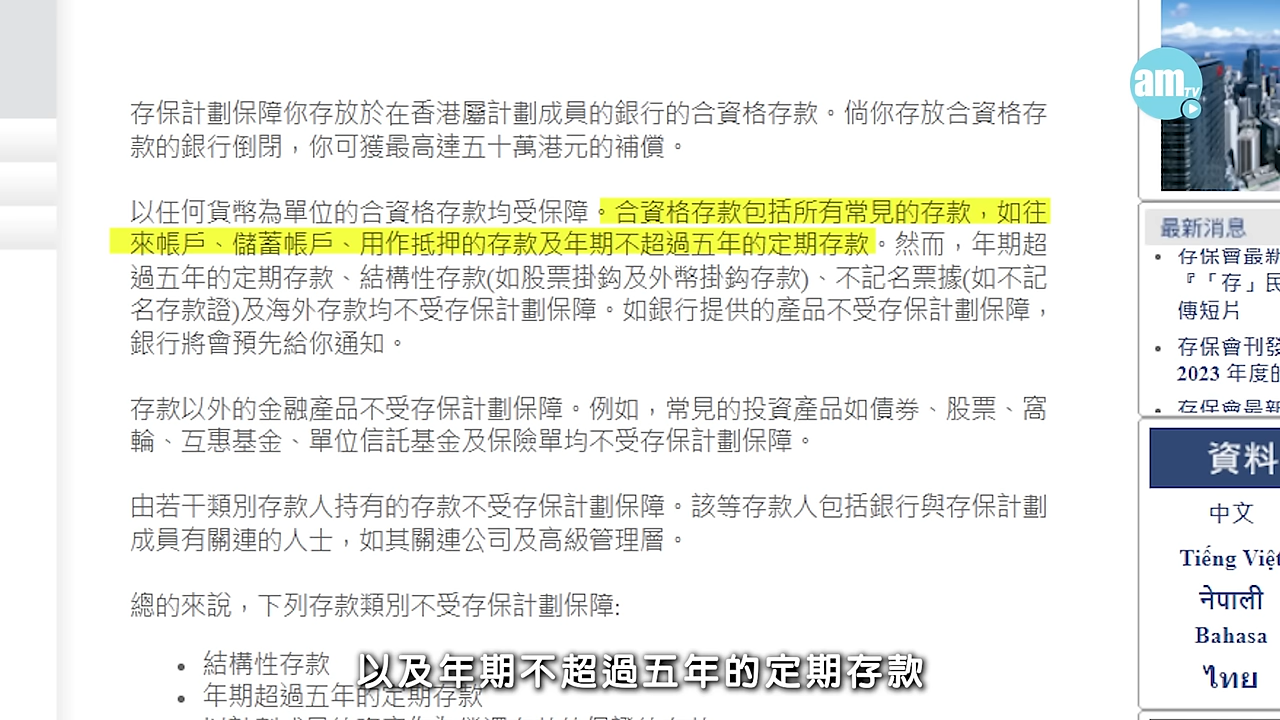 存保計劃保障你存放於在香港屬計劃成員的銀行的合資格存款。倘你存放合資格存
款的銀行倒閉，你可獲最高達五十萬港元的補償。
以任何貨幣為單位的合資格存款均受保障。合資格存款包括所有常見的存款，如往
來帳戶、儲蓄帳戶、用作抵押的存款及年期不超過五年的定期存款。然而，年期超
過五年的定期存款、結構性存款(如股票掛鈎及外幣掛鈎存款)、不記名票據(如不記
名存款證)及海外存款均不受存保計劃保障。如銀行提供的產品不受存保計劃保障，
銀行將會預先給你通知。
存款以外的金融產品不受存保計劃保障。例如，常見的投資產品如債券、股票、窩
輪、互惠基金、單位信託基金及保險單均不受存保計劃保障。
由若干類別存款人持有的存款不受存保計劃保障。該等存款人包括銀行與存保計劃
成員有關連的人士，如其關連公司及高級管理層。
總的來說，下列存款類別不受存保計劃保障:
• 結構性存款
• 年期超過五年的定期存款
以及年期不超過五年的定期存款
amTV
最新消息
• 存保會最新
『「存」民
傳短片
• 存保會刊發
2023 年度的
• 存保會最新
資料
中文
Tiếng Việt
नेपाली
Bahasa
ไทย